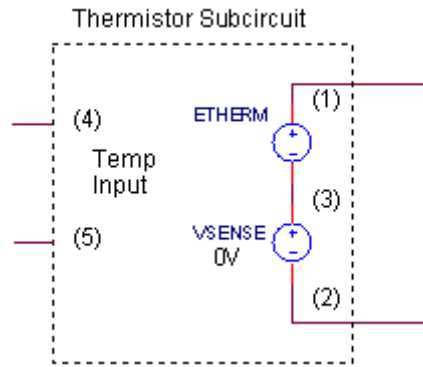 Thermistor Subcircuit
(1)
(4)
ETHERM
+
-
Temp
Input
(3)
(5)
VSENSE
0V
+
-
(2)